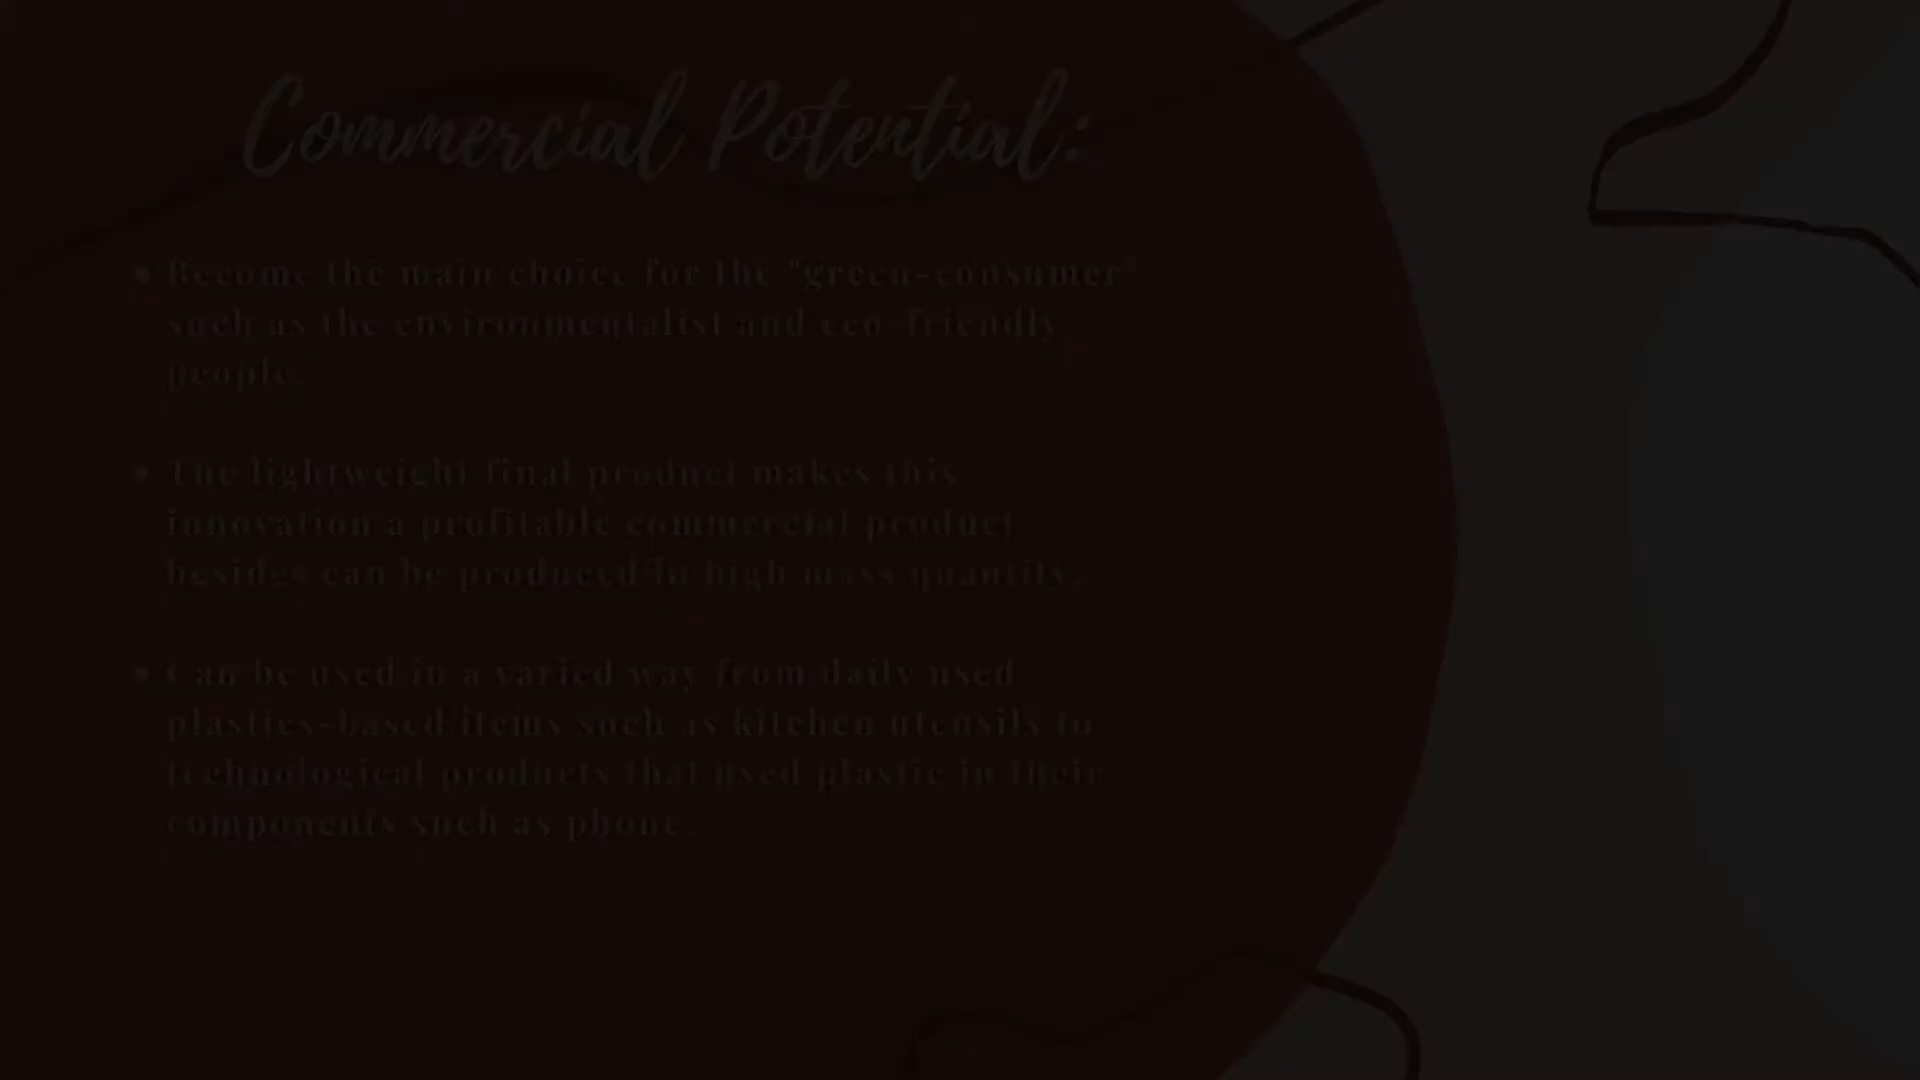 Commercial Potential:
• Become the main choice for the "green-consumer"
such as the environmentalist and eco-friendly
people.
• The lightweight final product makes this
innovation a profitable commercial product
besides can be produced in high mass quantity.
• Can be used in a varied way from daily used
plastics-based items such as kitchen utensils to
technological products that used plastic in their
components such as phone.